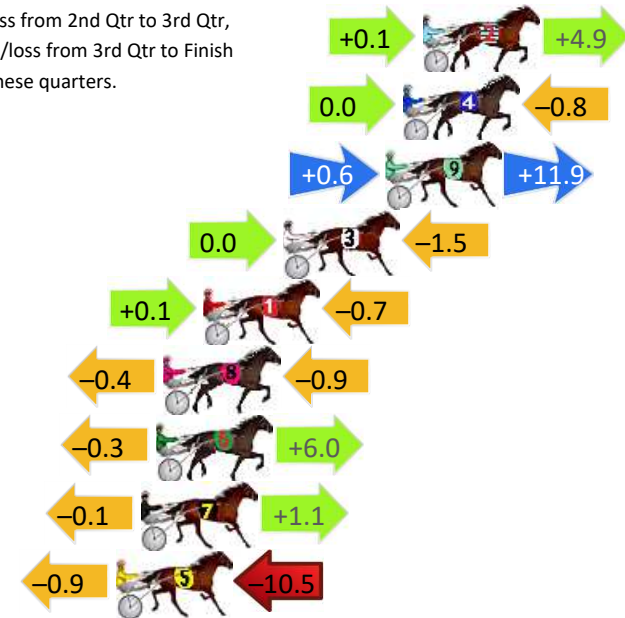 ss from 2nd Qtr to 3rd Qtr,
/loss from 3rd Qtr to Finish
hese quarters.
+0.1 2 +4.9
0.0 4 –0.8
+0.6 9 +11.9
0.0 3 –1.5
+0.1 1 –0.7
–0.4 8 –0.9
–0.3 6 +6.0
–0.1 7 +1.1
–0.9 5 –10.5